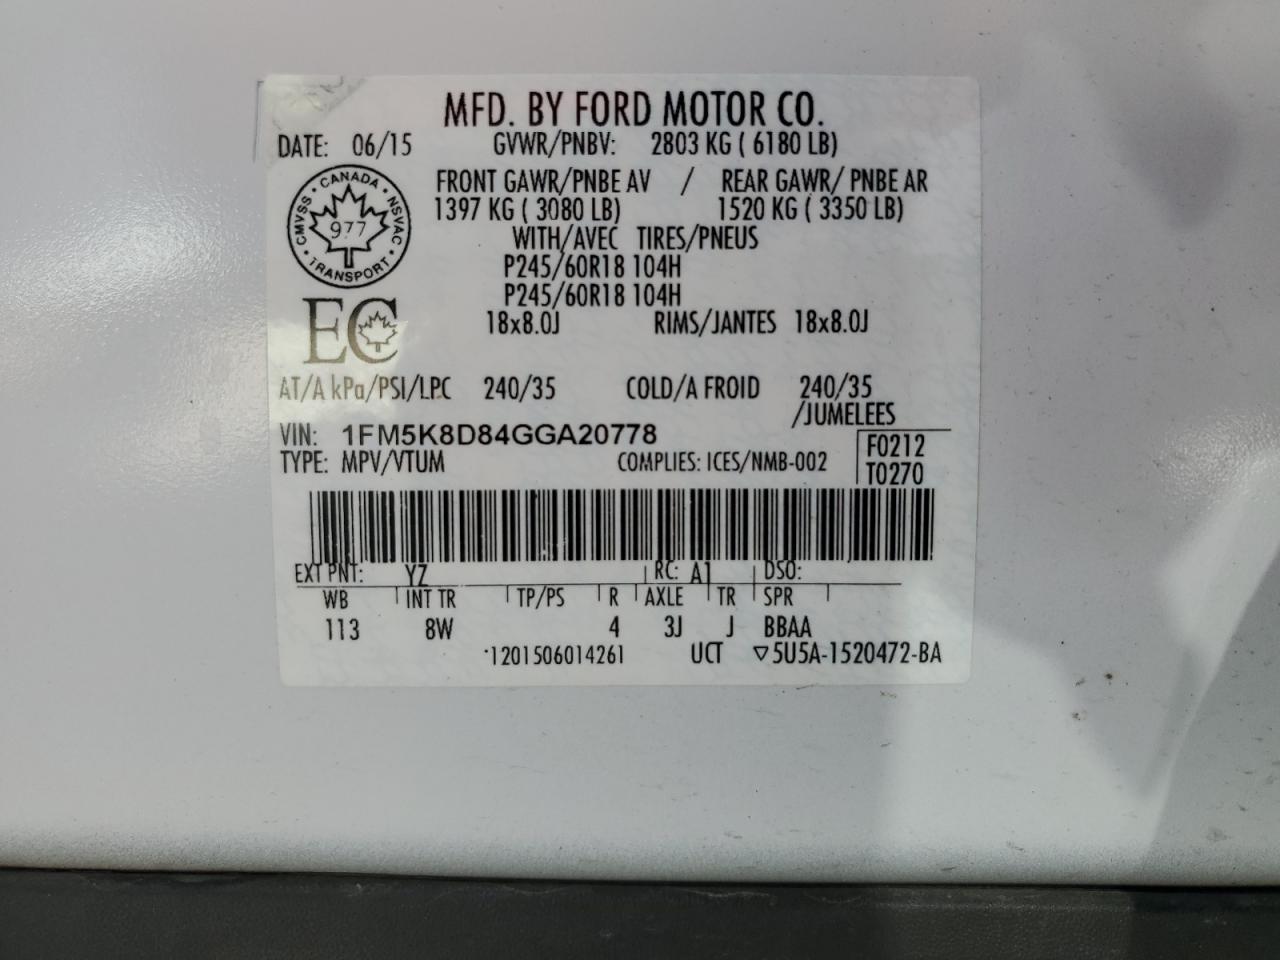 MFD. BY FORD MOTOR CO.
DATE: 06/15 GVWR/PNBV: 2803 KG ( 6180 LB)
CANADA
CMVSS NSVAC
977
TRANSPORT
FRONT GAWR/PNBE AV / REAR GAWR/ PNBE AR
1397 KG ( 3080 LB) 1520 KG ( 3350 LB)
WITH/AVEC TIRES/PNEUS
P245/60R18 104H
P245/60R18 104H
EC
18x8.0J RIMS/JANTES 18x8.0J
AT/A kPa/PSI/LPC 240/35 COLD/A FROID 240/35
/JUMELEES
VIN: 1FM5K8D84GGA20778
F0212
TYPE: MPV/VTUM COMPLIES: ICES/NMB-002
T0270
EXT PNT: YZ RC: A1 DSO:
WB INT TR TP/PS R AXLE TR SPR
113 8W 4 3J J BBAA
*1201506014261 UCT ▽5U5A-1520472-BA